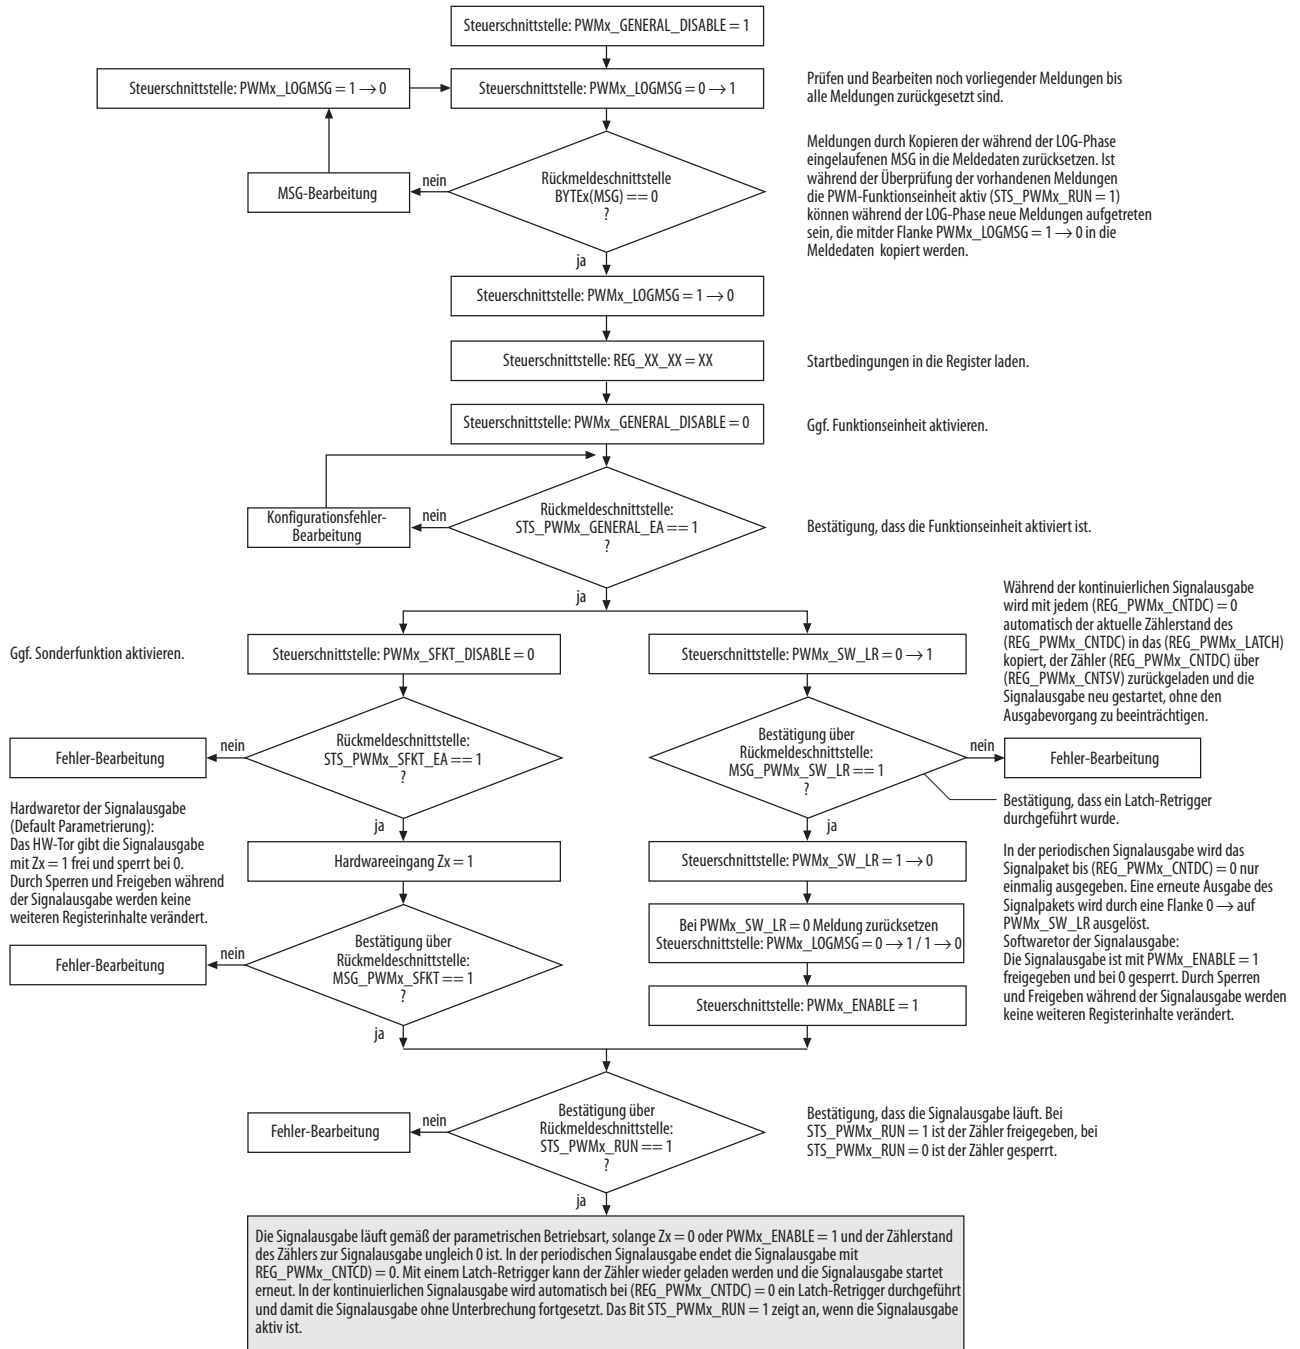 Steuerschnittstelle: PWMx_GENERAL_DISABLE = 1
Steuerschnittstelle: PWMx_LOGMSG = 1 → 0
Steuerschnittstelle: PWMx_LOGMSG = 0 → 1
Prüfen und Bearbeiten noch vorliegender Meldungen bis
alle Meldungen zurückgesetzt sind.
MSG-Bearbeitung
nein
Rückmeldeschnittstelle
BYTEx(MSG) == 0
?
ja
Meldungen durch Kopieren der während der LOG-Phase
eingelaufenen MSG in die Meldedaten zurücksetzen. Ist
während der Überprüfung der vorhandenen Meldungen
die PWM-Funktionseinheit aktiv (STS_PWMx_RUN = 1)
können während der LOG-Phase neue Meldungen aufgetreten
sein, die mitder Flanke PWMx_LOGMSG = 1 → 0 in die
Meldedaten kopiert werden.
Steuerschnittstelle: PWMx_LOGMSG = 1 → 0
Steuerschnittstelle: REG_XX_XX = XX
Startbedingungen in die Register laden.
Steuerschnittstelle: PWMx_GENERAL_DISABLE = 0
Ggf. Funktionseinheit aktivieren.
Konfigurationsfehler-
Bearbeitung
nein
Rückmeldeschnittstelle:
STS_PWMx_GENERAL_EA == 1
?
ja
Bestätigung, dass die Funktionseinheit aktiviert ist.
Ggf. Sonderfunktion aktivieren.
Steuerschnittstelle: PWMx_SFKT_DISABLE = 0
Steuerschnittstelle: PWMx_SW_LR = 0 → 1
Während der kontinuierlichen Signalausgabe
wird mit jedem (REG_PWMx_CNTDC) = 0
automatisch der aktuelle Zählerstand des
(REG_PWMx_CNTDC) in das (REG_PWMx_LATCH)
kopiert, der Zähler (REG_PWMx_CNTDC) über
(REG_PWMx_CNTSV) zurückgeladen und die
Signalausgabe neu gestartet, ohne den
Ausgabevorgang zu beeinträchtigen.
Fehler-Bearbeitung
nein
Rückmeldeschnittstelle:
STS_PWMx_SFKT_EA == 1
?
ja
Bestätigung über
Rückmeldeschnittstelle:
MSG_PWMx_SW_LR == 1
?
ja
nein
Fehler-Bearbeitung
Bestätigung, dass ein Latch-Retrigger
durchgeführt wurde.
Hardwaretor der Signalausgabe
(Default Parametrierung):
Das HW-Tor gibt die Signalausgabe
mit Zx = 1 frei und sperrt bei 0.
Durch Sperren und Freigeben während
der Signalausgabe werden keine
weiteren Registerinhalte verändert.
Hardwareeingang Zx = 1
Steuerschnittstelle: PWMx_SW_LR = 1 → 0
In der periodischen Signalausgabe wird das
Signalpaket bis (REG_PWMx_CNTDC) = 0 nur
einmalig ausgegeben. Eine erneute Ausgabe des
Signalpakets wird durch eine Flanke 0 → auf
PWMx_SW_LR ausgelöst.
Softwaretor der Signalausgabe:
Die Signalausgabe ist mit PWMx_ENABLE = 1
freigegeben und bei 0 gesperrt. Durch Sperren
und Freigeben während der Signalausgabe werden
keine weiteren Registerinhalte verändert.
Fehler-Bearbeitung
nein
Bestätigung über
Rückmeldeschnittstelle:
MSG_PWMx_SFKT == 1
?
ja
Bei PWMx_SW_LR = 0 Meldung zurücksetzen
Steuerschnittstelle: PWMx_LOGMSG = 0 → 1 / 1 → 0
Steuerschnittstelle: PWMx_ENABLE = 1
Fehler-Bearbeitung
nein
Bestätigung über
Rückmeldeschnittstelle:
STS_PWMx_RUN == 1
?
ja
Bestätigung, dass die Signalausgabe läuft. Bei
STS_PWMx_RUN = 1 ist der Zähler freigegeben, bei
STS_PWMx_RUN = 0 ist der Zähler gesperrt.
Die Signalausgabe läuft gemäß der parametrischen Betriebsart, solange Zx = 0 oder PWMx_ENABLE = 1 und der Zählerstand
des Zählers zur Signalausgabe ungleich 0 ist. In der periodischen Signalausgabe endet die Signalausgabe mit
REG_PWMx_CNTCD) = 0. Mit einem Latch-Retrigger kann der Zähler wieder geladen werden und die Signalausgabe startet
erneut. In der kontinuierlichen Signalausgabe wird automatisch bei (REG_PWMx_CNTDC) = 0 ein Latch-Retrigger durchgeführt
und damit die Signalausgabe ohne Unterbrechung fortgesetzt. Das Bit STS_PWMx_RUN = 1 zeigt an, wenn die Signalausgabe
aktiv ist.